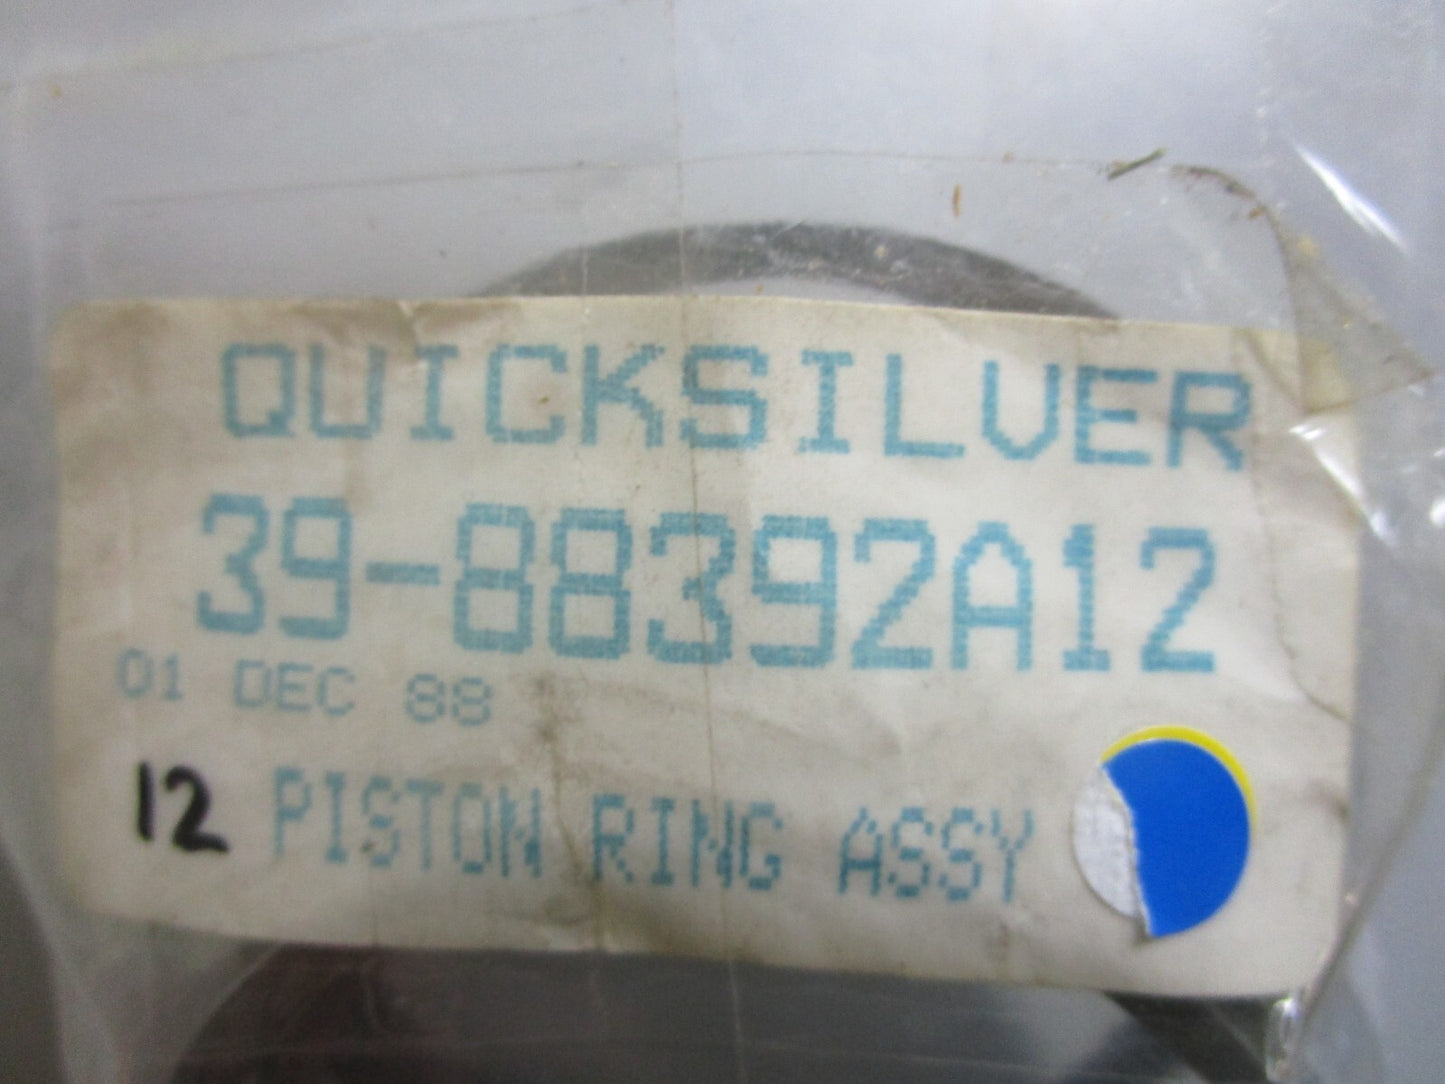 QUICKSILVER
39-88392A12
01 DEC 88
12 PISTON RING ASSY